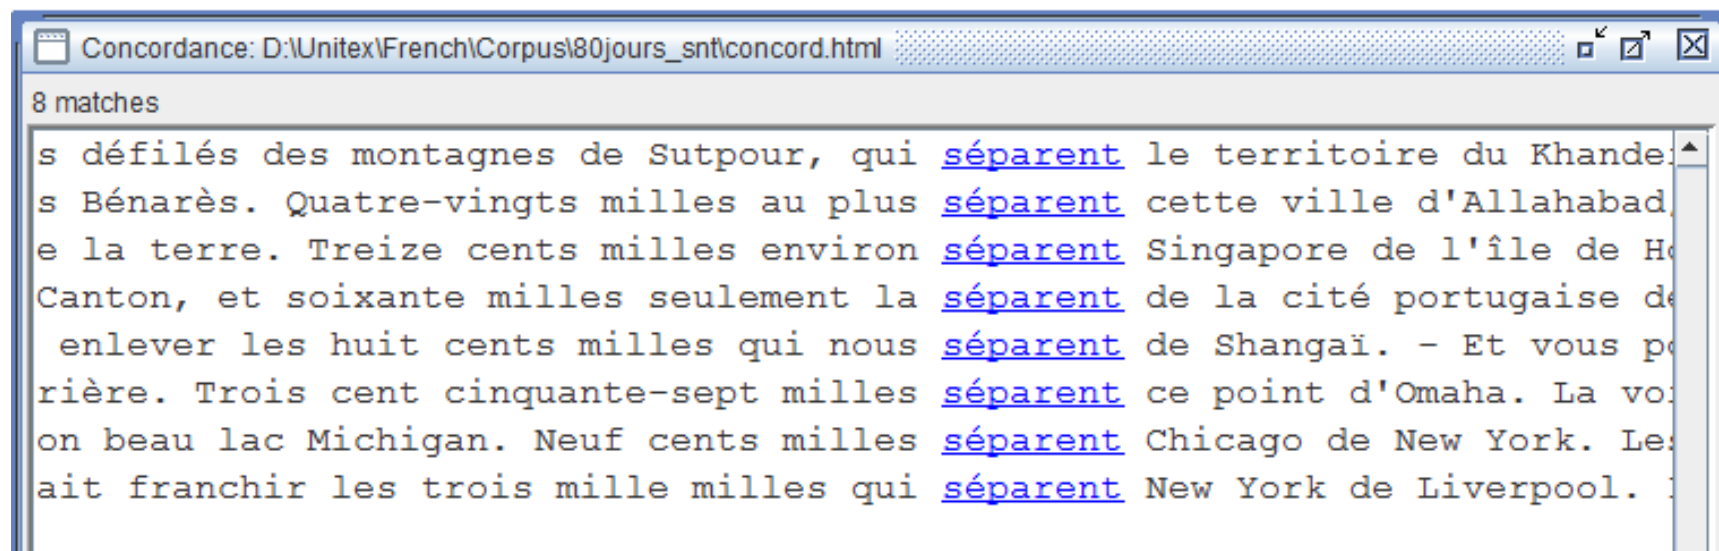 Concordance: D:\Unitex\French\Corpus\80jours_snt\concord.html
8 matches
s défilés des montagnes de Sutpour, qui séparent le territoire du Khande
s Bénarès. Quatre-vingts milles au plus séparent cette ville d'Allahabad,
e la terre. Treize cents milles environ séparent Singapore de l'île de H
Canton, et soixante milles seulement la séparent de la cité portugaise de
enlever les huit cents milles qui nous séparent de Shangaï. - Et vous p
rière. Trois cent cinquante-sept milles séparent ce point d'Omaha. La vo
on beau lac Michigan. Neuf cents milles séparent Chicago de New York. Les
ait franchir les trois mille milles qui séparent New York de Liverpool.